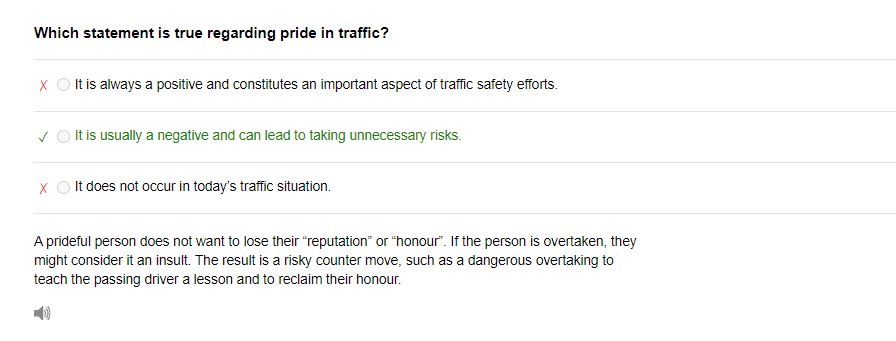 Which statement is true regarding pride in traffic?
It is always a positive and constitutes an important aspect of traffic safety efforts.
It is usually a negative and can lead to taking unnecessary risks.
It does not occur in today's traffic situation.
A prideful person does not want to lose their “reputation” or “honour”. If the person is overtaken, they
might consider it an insult. The result is a risky counter move, such as a dangerous overtaking to
teach the passing driver a lesson and to reclaim their honour.